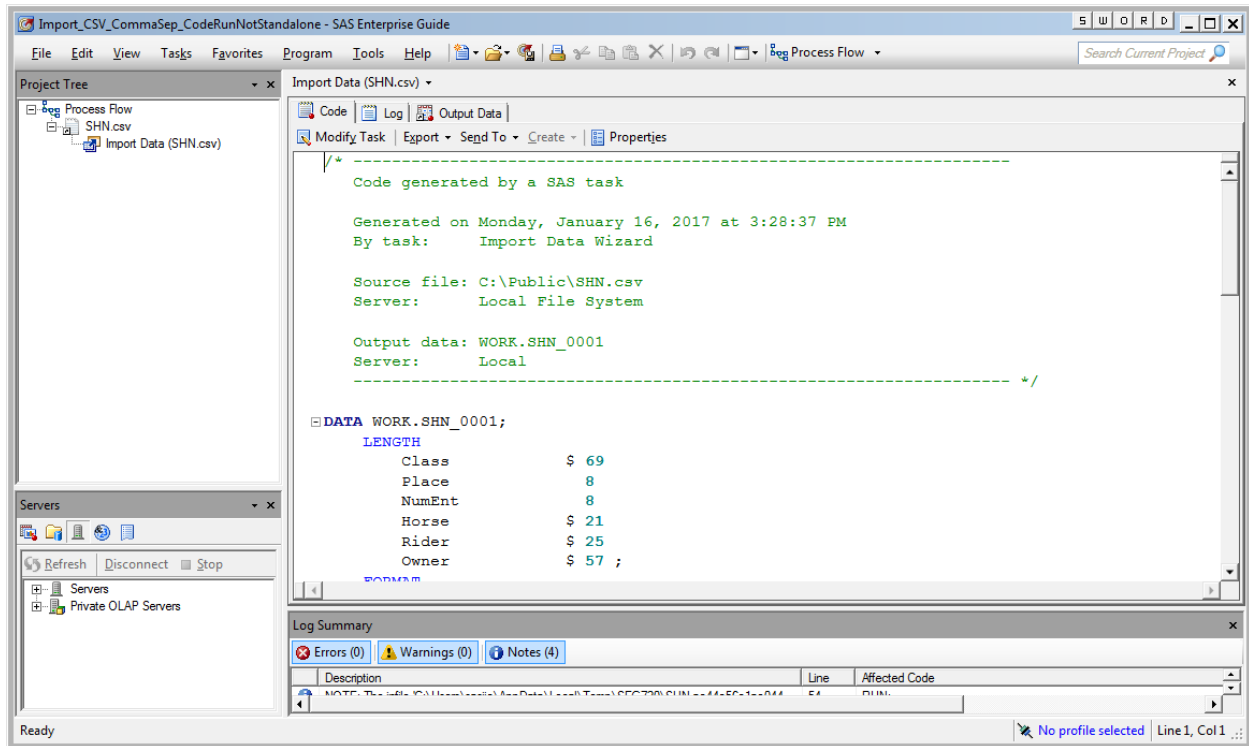 Import_CSV_CommaSep_CodeRunNotStandalone - SAS Enterprise Guide
S W O R D
File Edit View Tasks Favorites Program Tools Help Process Flow Search Current Project
Project Tree
Process Flow
SHN.csv
Import Data (SHN.csv)
Import Data (SHN.csv)
Code Log Output Data
Modify Task Export Send To Create Properties
/* --------------------------------------------------------------------
Code generated by a SAS task
Generated on Monday, January 16, 2017 at 3:28:37 PM
By task: Import Data Wizard
Source file: C:\Public\SHN.csv
Server: Local File System
Output data: WORK.SHN_0001
Server: Local
-------------------------------------------------------------------- */
DATA WORK.SHN_0001;
LENGTH
Class $ 69
Place 8
NumEnt 8
Horse $ 21
Rider $ 25
Owner $ 57 ;
FORMAT
Servers
Refresh Disconnect Stop
Servers
Private OLAP Servers
Log Summary
Errors (0) Warnings (0) Notes (4)
Description Line Affected Code
NOTE: The infile 54 RUN;
Ready
No profile selected Line 1, Col 1